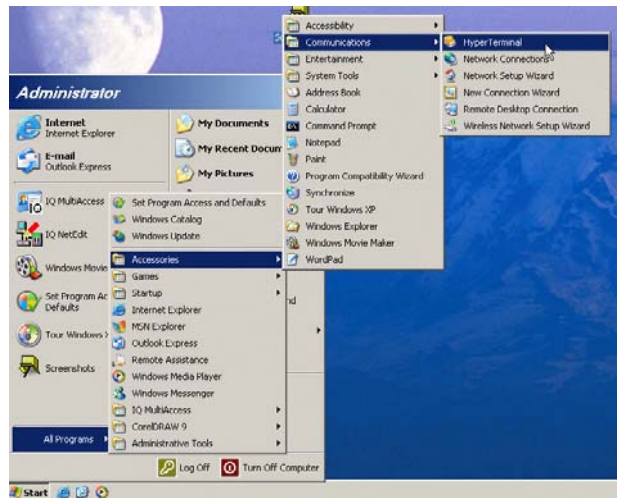 Administrator
Internet
Internet Explorer
E-mail
Outlook Express
IQ MultiAccess
IQ NetEdit
Windows Movie
Set Program Ac
Defaults
Tour Windows
Screenshots
All Programs
My Documents
My Recent Docum
My Pictures
Set Program Access and Defaults
Windows Catalog
Windows Update
Accessories
Games
Startup
Internet Explorer
MSN Explorer
Outlook Express
Remote Assistance
Windows Media Player
Windows Messenger
IQ MultiAccess
CorelDRAW 9
Administrative Tools
Accessibility
Communications
Entertainment
System Tools
Address Book
Calculator
Command Prompt
Notepad
Paint
Program Compatibility Wizard
Synchronize
Tour Windows XP
Windows Explorer
Windows Movie Maker
WordPad
HyperTerminal
Network Connections
Network Setup Wizard
New Connection Wizard
Remote Desktop Connection
Wireless Network Setup Wizard
nd
Log Off
Turn Off Computer
Start